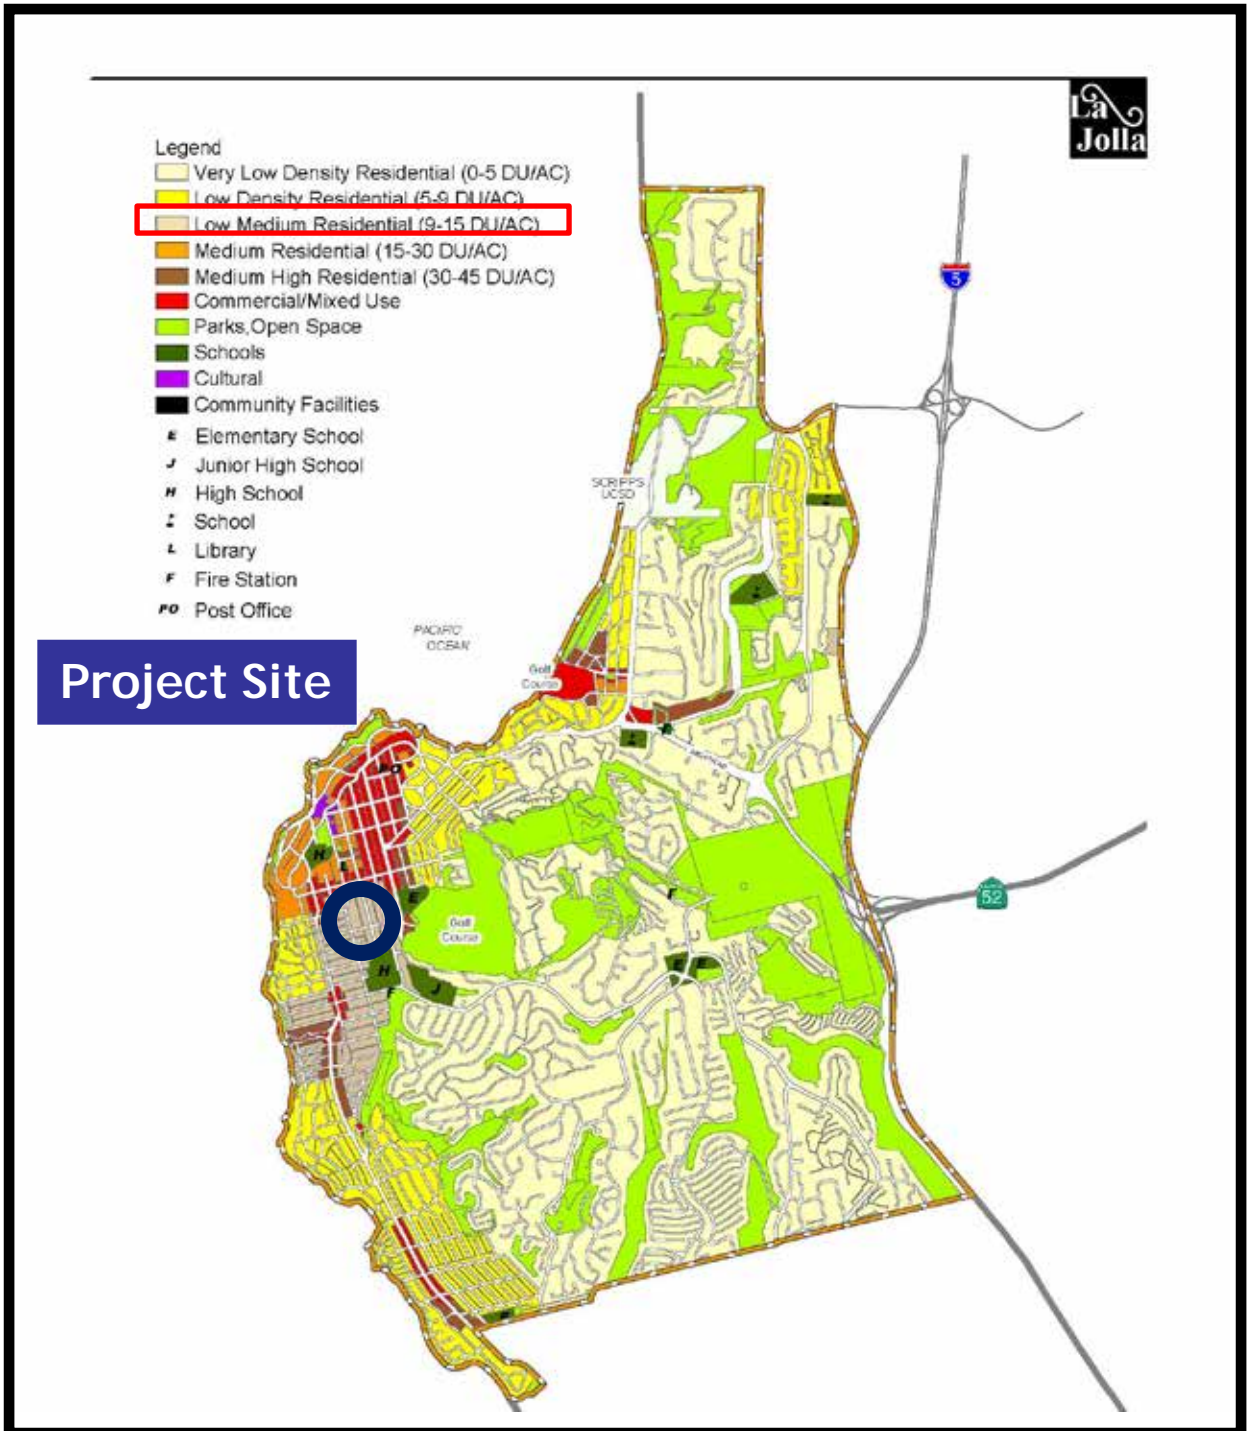 La
Jolla
Legend
Very Low Density Residential (0-5 DU/AC)
Low Density Residential (5-9 DU/AC)
Low Medium Residential (9-15 DU/AC)
Medium Residential (15-30 DU/AC)
Medium High Residential (30-45 DU/AC)
Commercial/Mixed Use
Parks,Open Space
Schools
Cultural
Community Facilities
E Elementary School
J Junior High School
H High School
School
L Library
F Fire Station
PO Post Office
5
SCRIPPS
UCSD
PACIFIC
OCEAN
Project Site
Golf
Course
PO
H
L
E
F
52
Golf
Course
H
E E
F
J